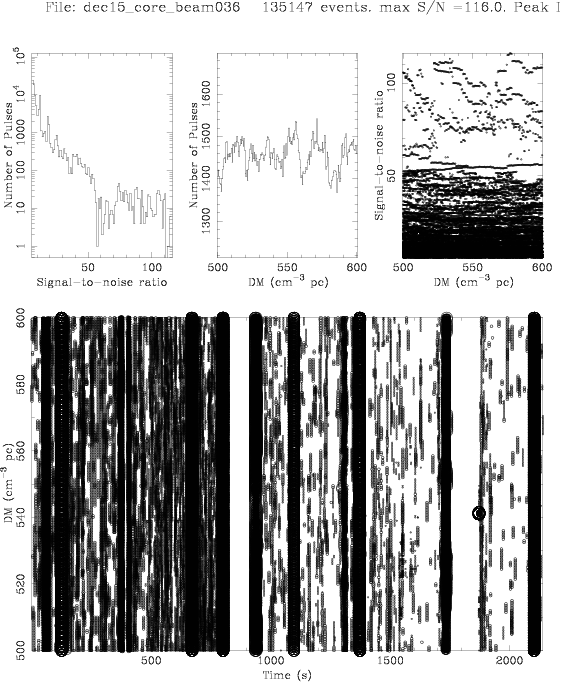 File: dec15_core_beam036 135147 events. max S/N =116.0. Peak
Number of Pulses
1 10 100 1000 10^4 10^5
50 100
Signal-to-noise ratio
Number of Pulses
1300 1400 1500 1600
500 550 600
DM (cm^-3 pc)
Signal-to-noise ratio
50 100
500 550 600
DM (cm^-3 pc)
DM (cm^-3 pc)
500 520 540 560 580 600
500 1000 1500 2000
Time (s)